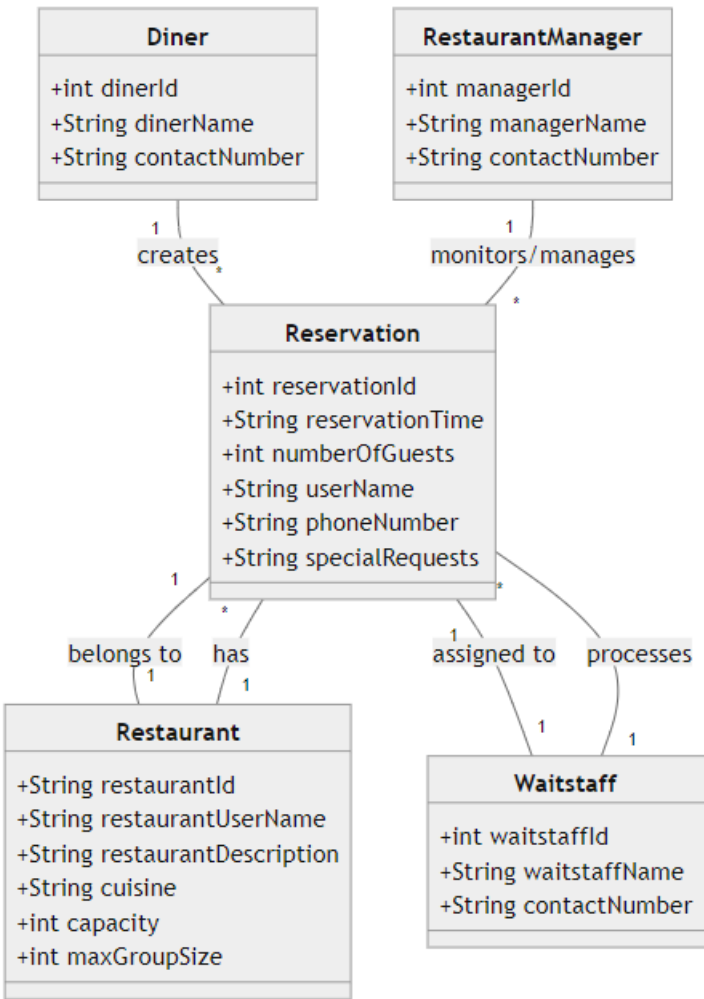 Diner
+int dinerId
+String dinerName
+String contactNumber
RestaurantManager
+int managerId
+String managerName
+String contactNumber
1
creates
*
1
monitors/manages
*
Reservation
+int reservationId
+String reservationTime
+int numberOfGuests
+String userName
+String phoneNumber
+String specialRequests
1
belongs to
1
*
has
1
1
assigned to
1
*
processes
1
Restaurant
+String restaurantId
+String restaurantUserName
+String restaurantDescription
+String cuisine
+int capacity
+int maxGroupSize
Waitstaff
+int waitstaffId
+String waitstaffName
+String contactNumber